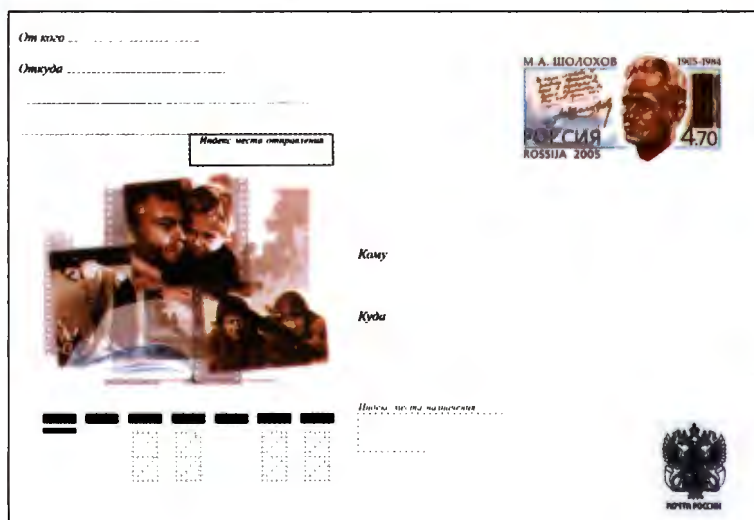 От кого
Откуда
Индекс места отправления
М.А. ШОЛОХОВ 1905-1984
РОССИЯ 4.70
ROSSIJA 2005
Кому
Куда
Индекс места назначения
ПОЧТА РОССИИ